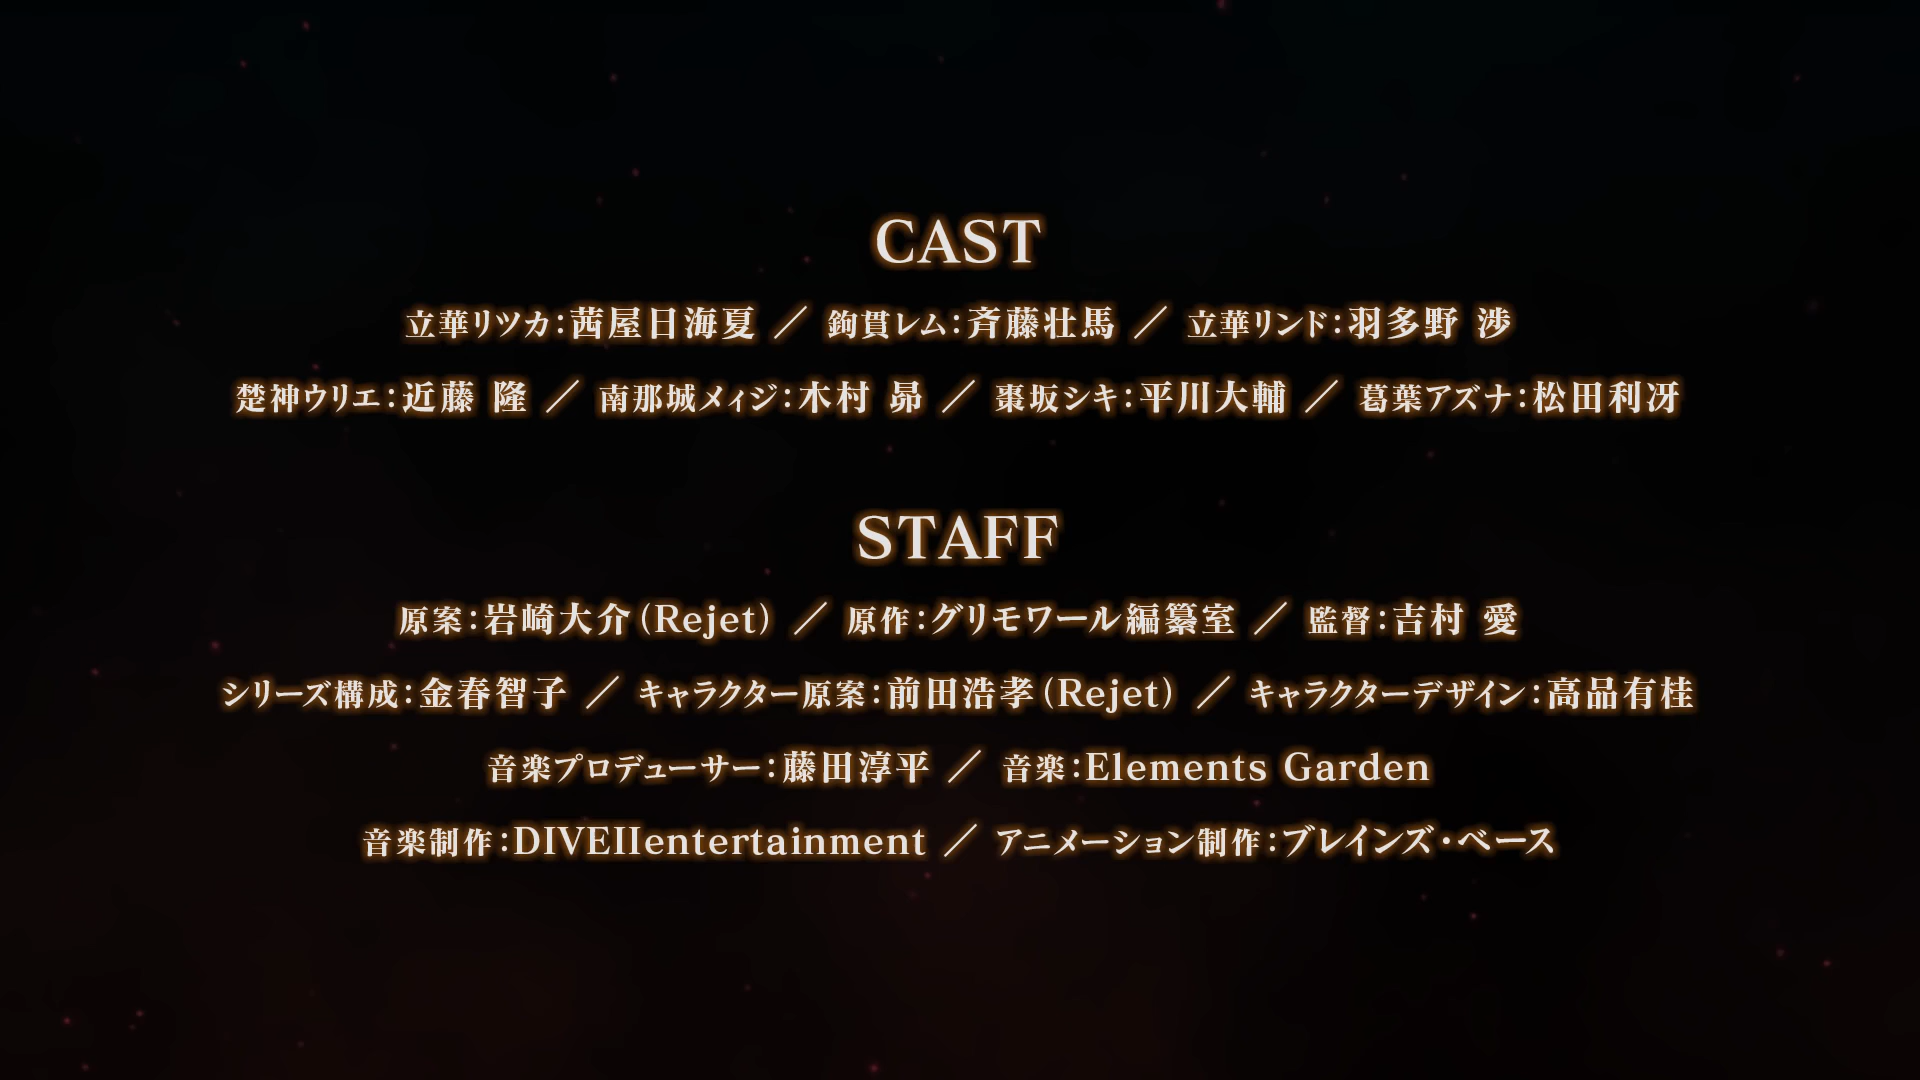 CAST
立華リツカ:茜屋日海夏 ／ 鉤貫レム:斉藤壮馬 ／ 立華リンド:羽多野 渉
楚神ウリエ:近藤 隆 ／ 南那城メィジ:木村 昴 ／ 棗坂シキ:平川大輔 ／ 葛葉アズナ:松田利冴
STAFF
原案:岩崎大介(Rejet) ／ 原作:グリモワール編纂室 ／ 監督:吉村 愛
シリーズ構成:金春智子 ／ キャラクター原案:前田浩孝(Rejet) ／ キャラクターデザイン:高品有桂
音楽プロデューサー:藤田淳平 ／ 音楽:Elements Garden
音楽制作:DIVEIIentertainment ／ アニメーション制作:ブレインズ・ベース